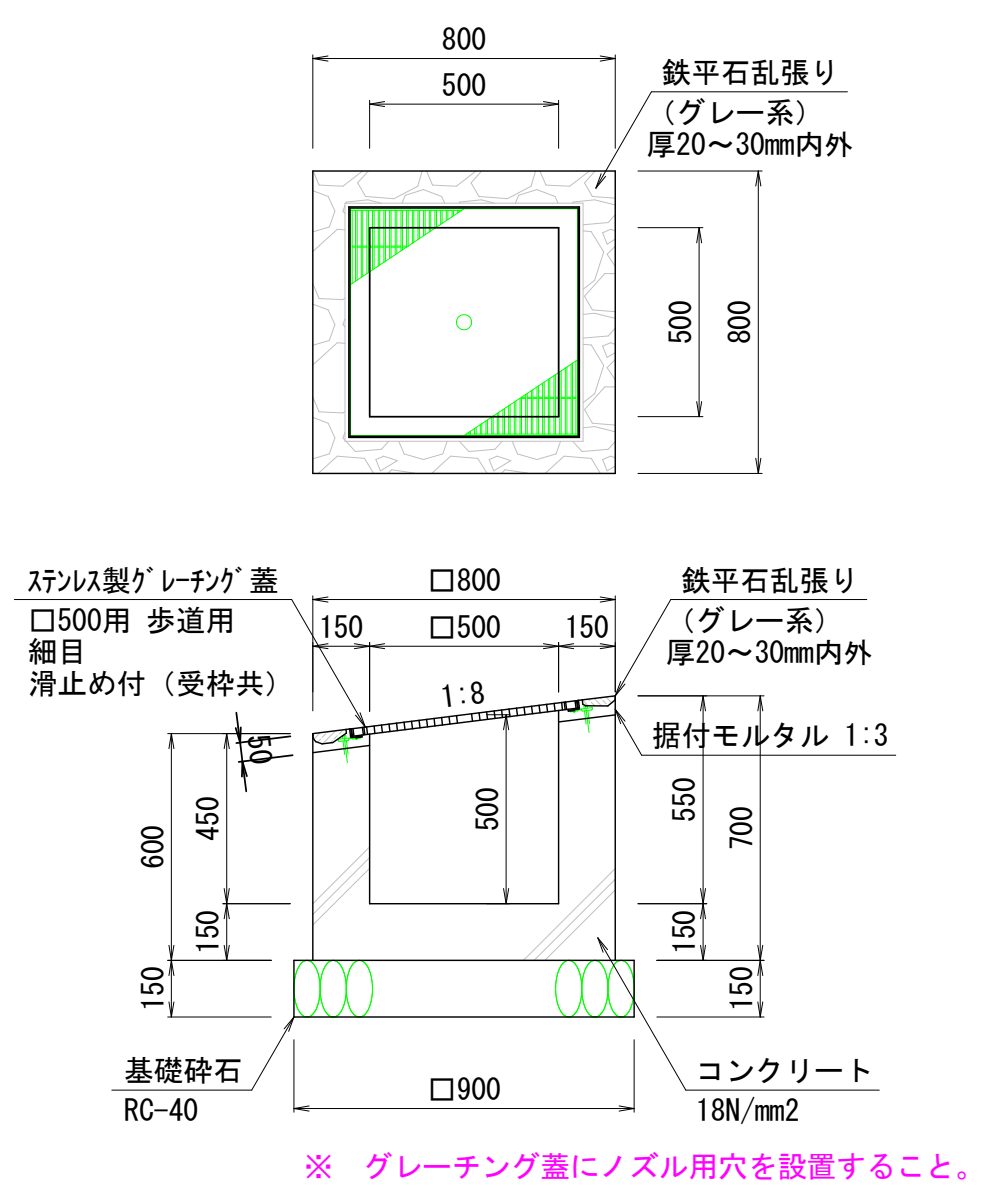 800
500
鉄平石乱張り
（グレー系）
厚20～30mm内外
500
800
ｽﾃﾝﾚｽ製ｸﾞﾚｰﾁﾝｸﾞ蓋
□500用 歩道用
細目
滑止め付（受枠共）
□800
150
□500
150
鉄平石乱張り
（グレー系）
厚20～30mm内外
1:8
据付モルタル 1:3
50
450
600
150
150
500
550
700
150
150
基礎砕石
RC-40
□900
コンクリート
18N/mm2
※　グレーチング蓋にノズル用穴を設置すること。